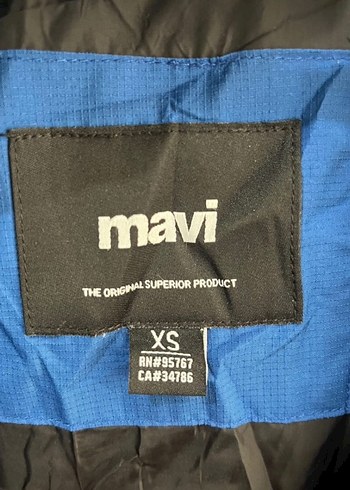 mavi
THE ORIGINAL SUPERIOR PRODUCT
XS
RN#95767
CA#34786